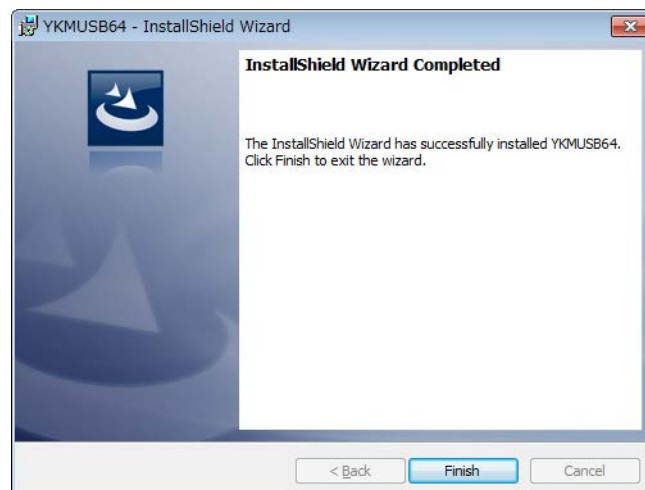 YKMUSB64 - InstallShield Wizard
InstallShield Wizard Completed
The InstallShield Wizard has successfully installed YKMUSB64.
Click Finish to exit the wizard.
< Back
Finish
Cancel